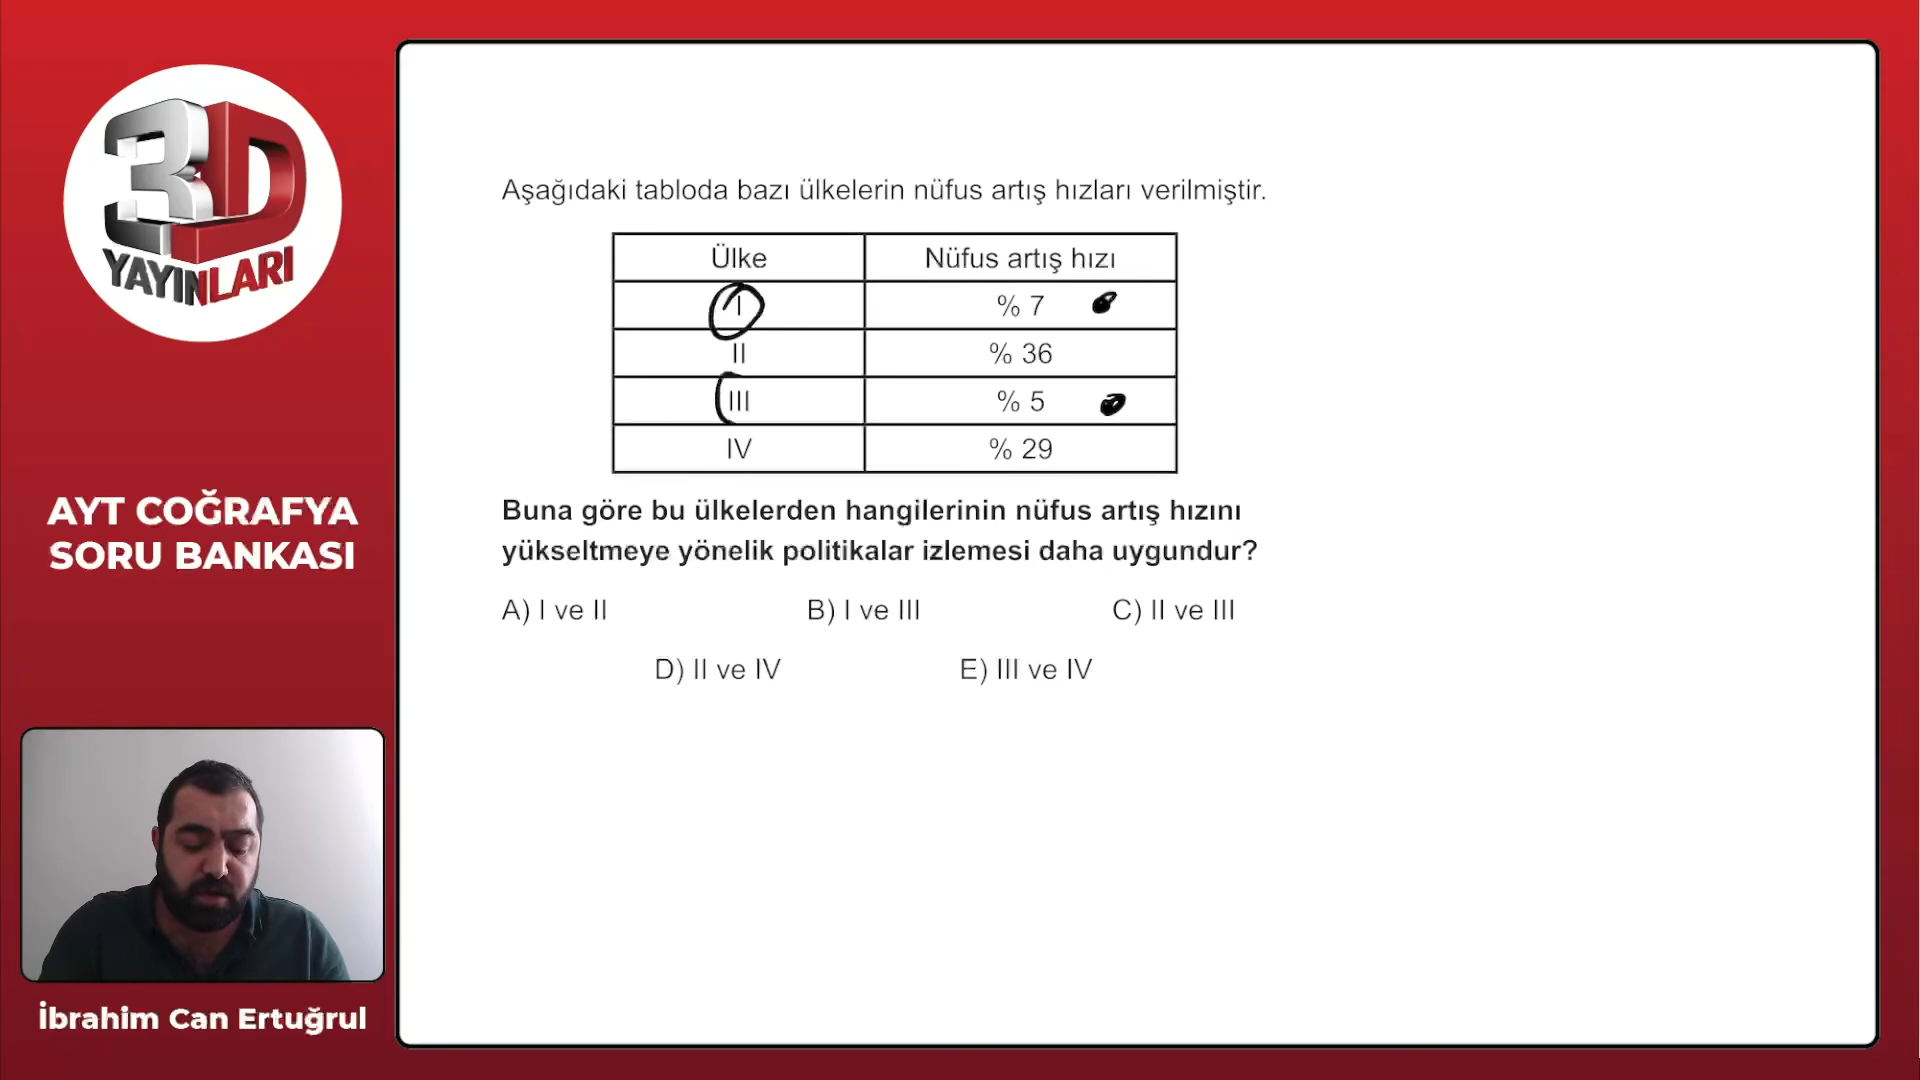 3D
YAYINLARI
AYT COĞRAFYA
SORU BANKASI
İbrahim Can Ertuğrul
Aşağıdaki tabloda bazı ülkelerin nüfus artış hızları verilmiştir.
Ülke Nüfus artış hızı
I % 7
II % 36
III % 5
IV % 29
Buna göre bu ülkelerden hangilerinin nüfus artış hızını
yükseltmeye yönelik politikalar izlemesi daha uygundur?
A) I ve II B) I ve III C) II ve III
D) II ve IV E) III ve IV